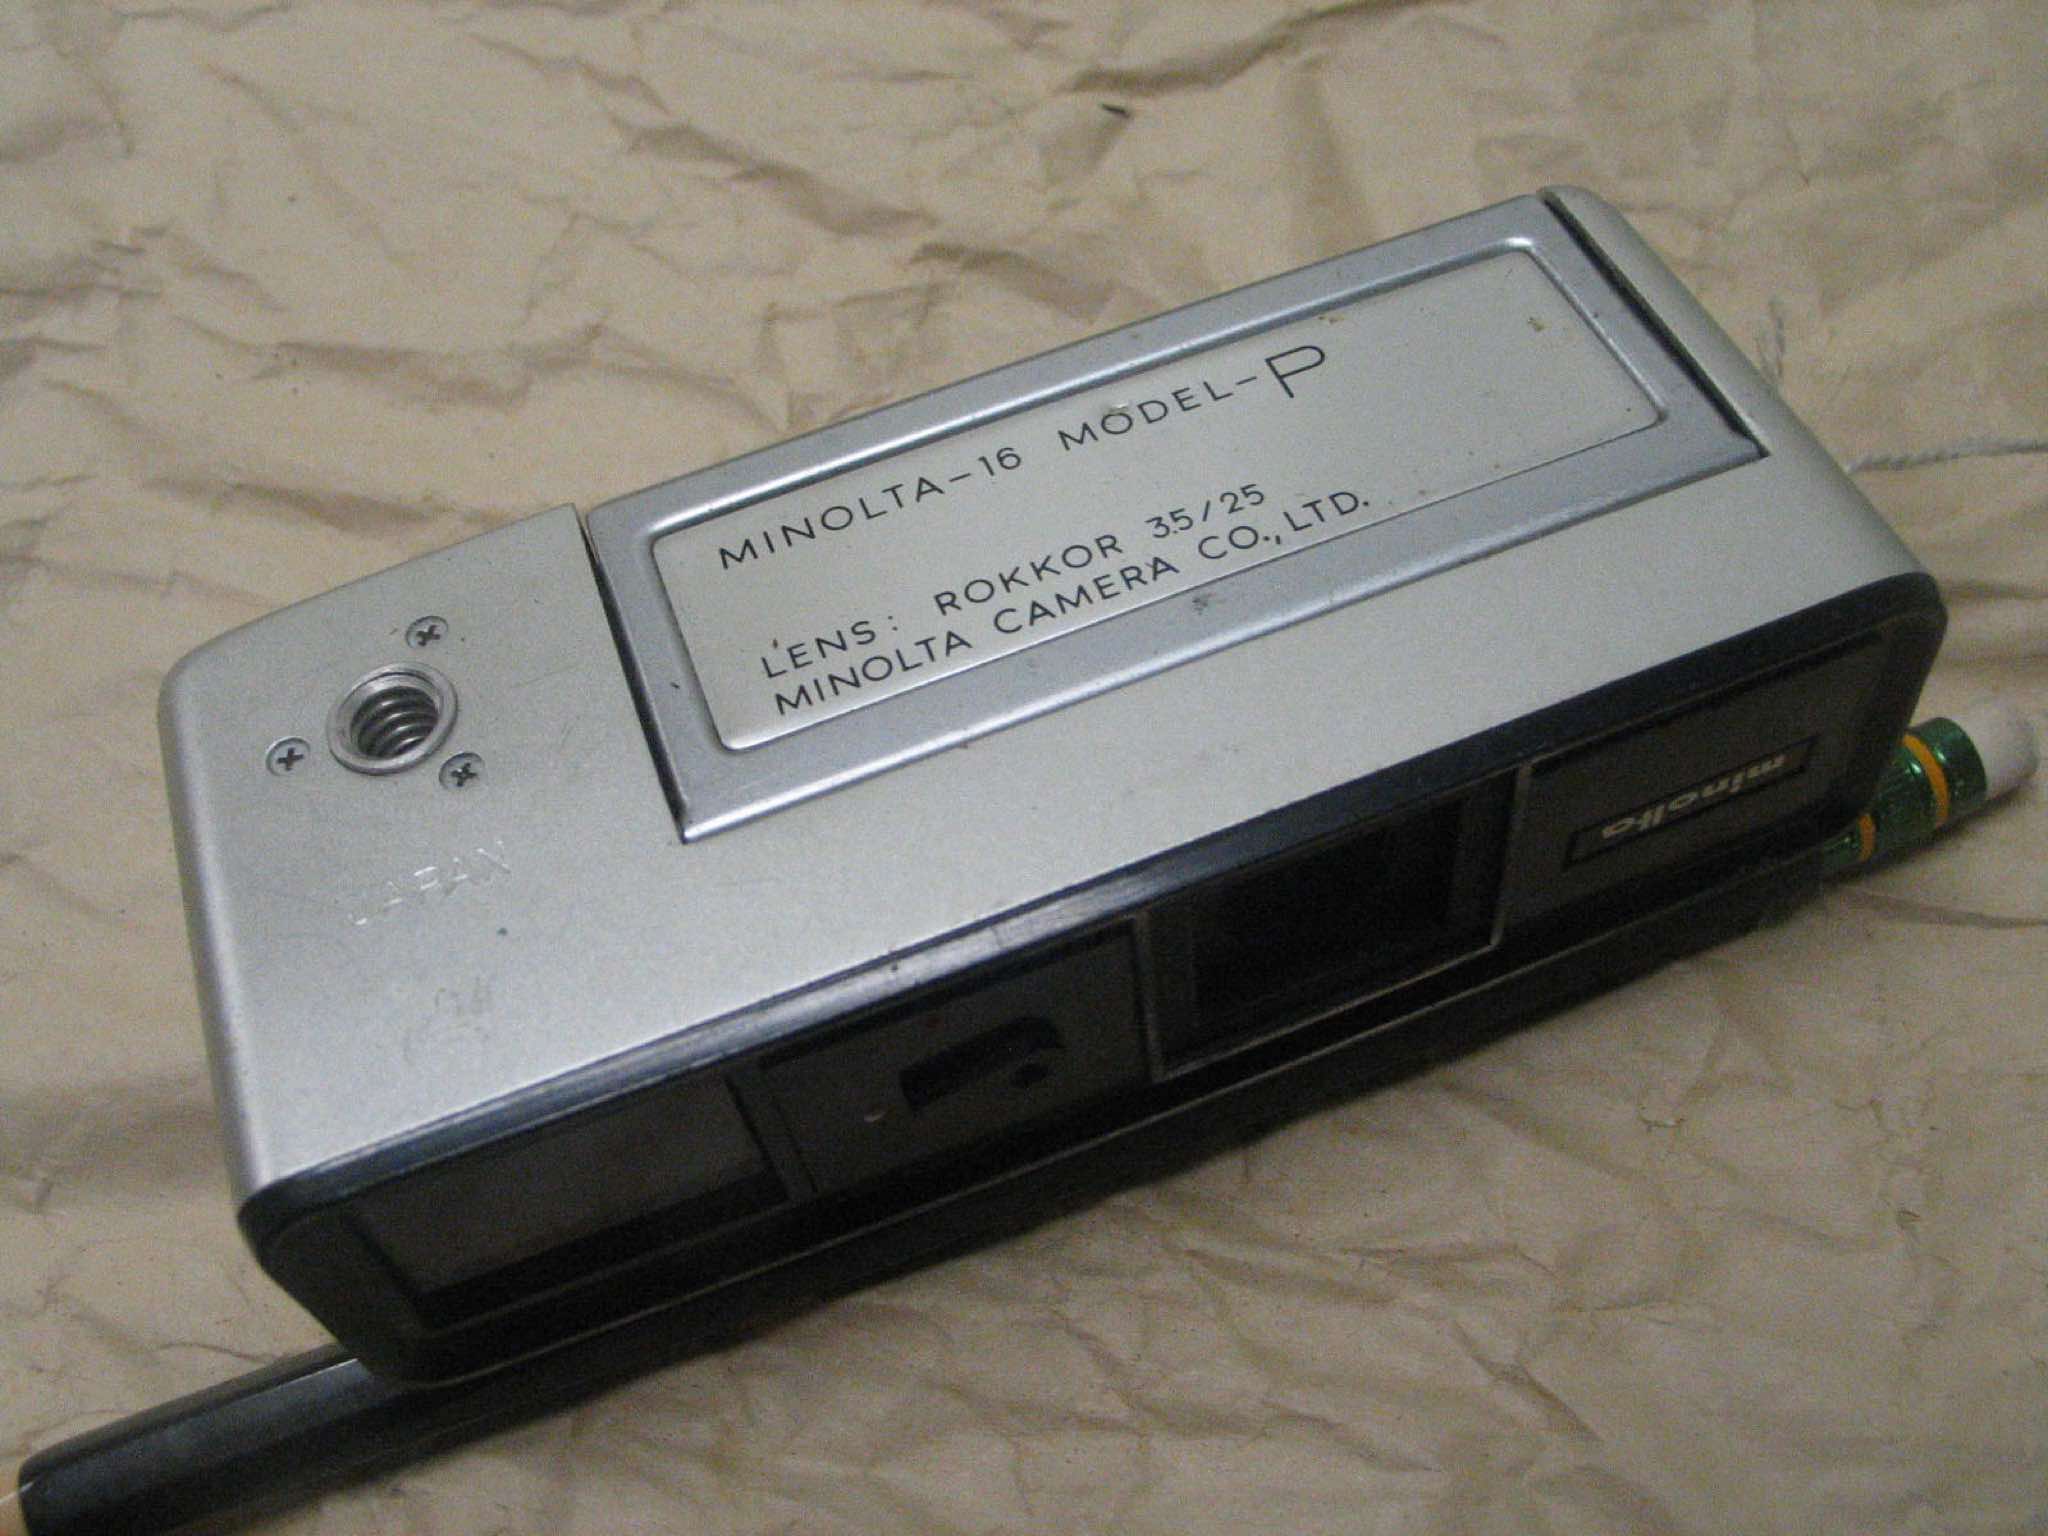 MINOLTA-16 MODEL-P
LENS: ROKKOR 3.5/25
MINOLTA CAMERA CO., LTD.
JAPAN
minolta